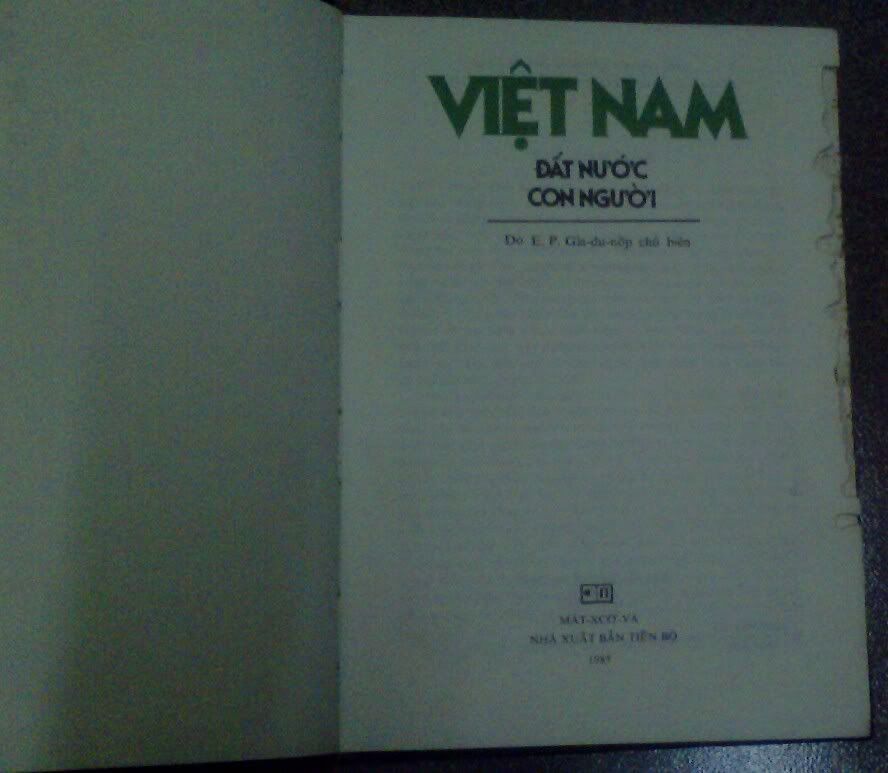 VIỆT NAM
ĐẤT NƯỚC
CON NGƯỜI
Do E. P. Gla-du-nốp chủ biên
MÁT-XCƠ-VA
NHÀ XUẤT BẢN TIẾN BỘ